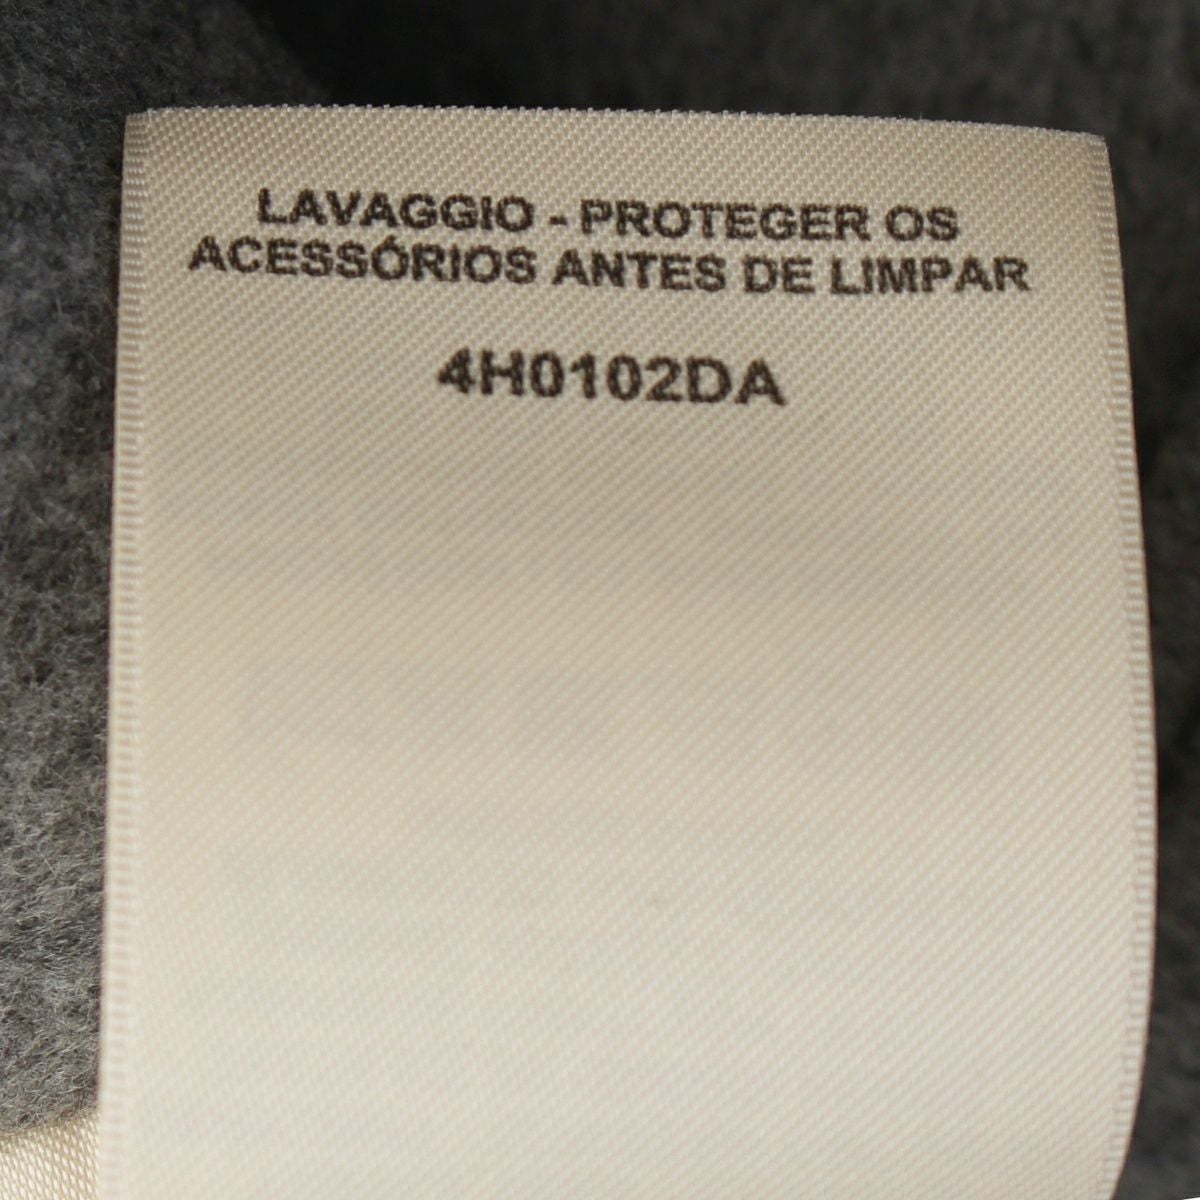 LAVAGGIO - PROTEGER OS
ACESSÓRIOS ANTES DE LIMPAR
4H0102DA